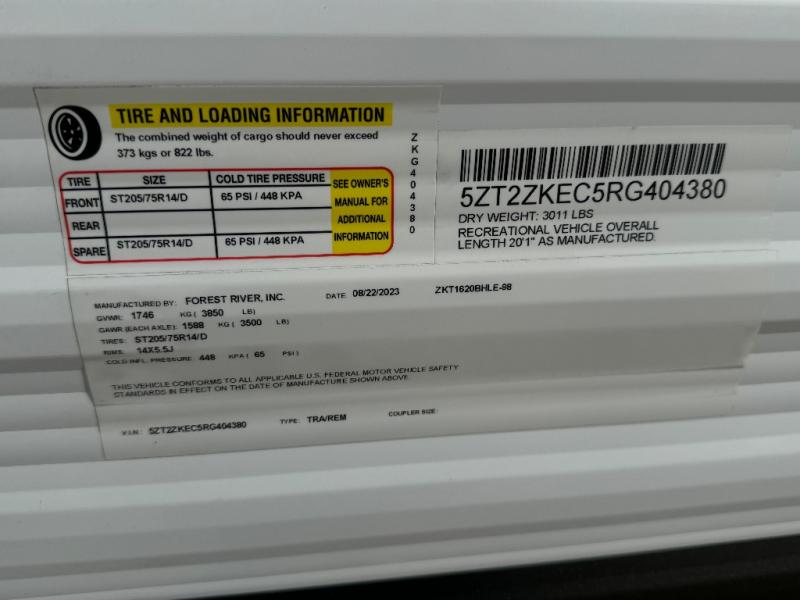 TIRE AND LOADING INFORMATION
The combined weight of cargo should never exceed
373 kgs or 822 lbs.
TIRE SIZE COLD TIRE PRESSURE
FRONT ST205/75R14/D 65 PSI / 448 KPA
REAR
SPARE ST205/75R14/D 65 PSI / 448 KPA
SEE OWNER'S
MANUAL FOR
ADDITIONAL
INFORMATION
ZKG404380
5ZT2ZKEC5RG404380
DRY WEIGHT: 3011 LBS
RECREATIONAL VEHICLE OVERALL
LENGTH 20'1" AS MANUFACTURED.
MANUFACTURED BY: FOREST RIVER, INC. DATE: 08/22/2023 ZKT1620BHLE-98
GVWR: 1746 KG ( 3850 LB)
GAWR (EACH AXLE): 1588 KG ( 3500 LB)
TIRES: ST205/75R14/D
RIMS: 14X5.5J
COLD INFL. PRESSURE: 448 KPA ( 65 PSI )
THIS VEHICLE CONFORMS TO ALL APPLICABLE U.S. FEDERAL MOTOR VEHICLE SAFETY
STANDARDS IN EFFECT ON THE DATE OF MANUFACTURE SHOWN ABOVE.
V.I.N.: 5ZT2ZKEC5RG404380 TYPE: TRA/REM COUPLER SIZE: